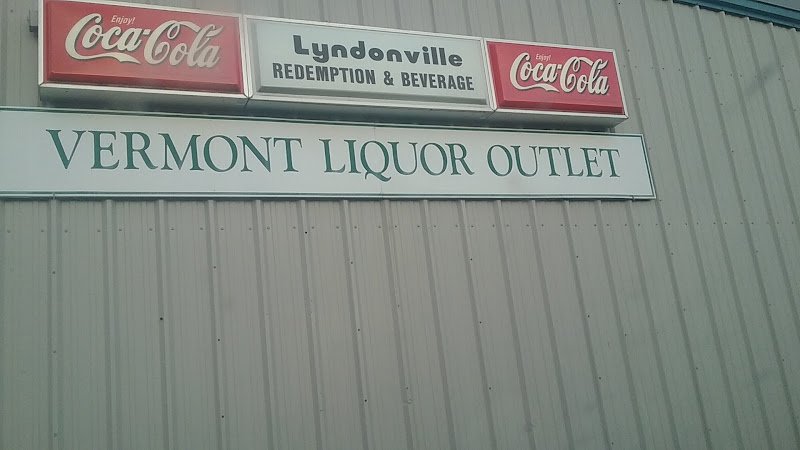 Enjoy!
Coca-Cola
Lyndonville
REDEMPTION & BEVERAGE
Enjoy!
Coca-Cola
VERMONT LIQUOR OUTLET